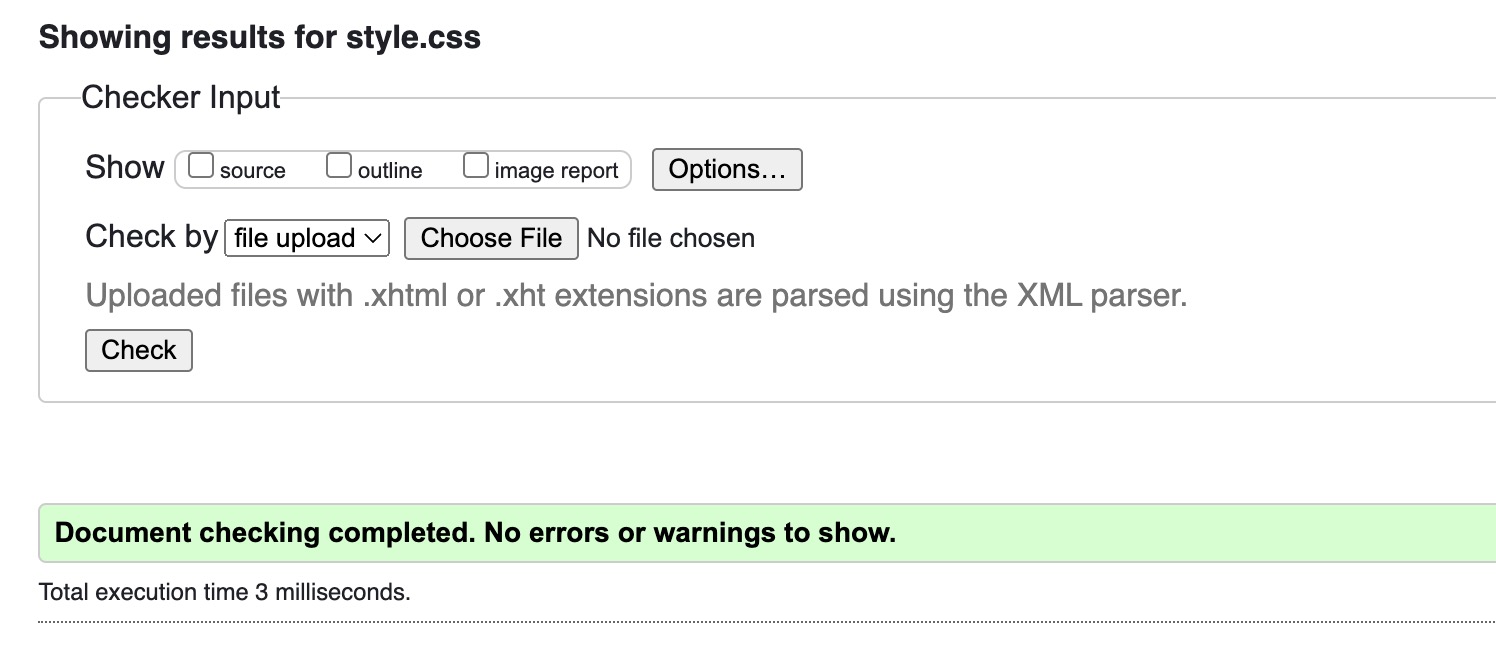 Showing results for style.css
Checker Input
Show source outline image report Options...
Check by file upload Choose File No file chosen
Uploaded files with .xhtml or .xht extensions are parsed using the XML parser.
Check
Document checking completed. No errors or warnings to show.
Total execution time 3 milliseconds.